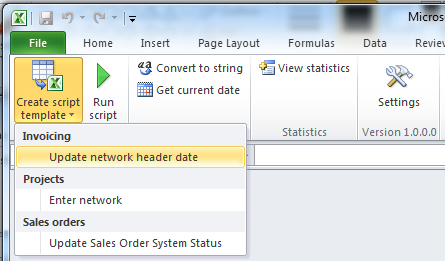 Micros
File
Home
Insert
Page Layout
Formulas
Data
Create script template
Run script
Convert to string
Get current date
View statistics
Settings
Statistics
Version 1.0.0.0
Invoicing
Update network header date
Projects
Enter network
Sales orders
Update Sales Order System Status